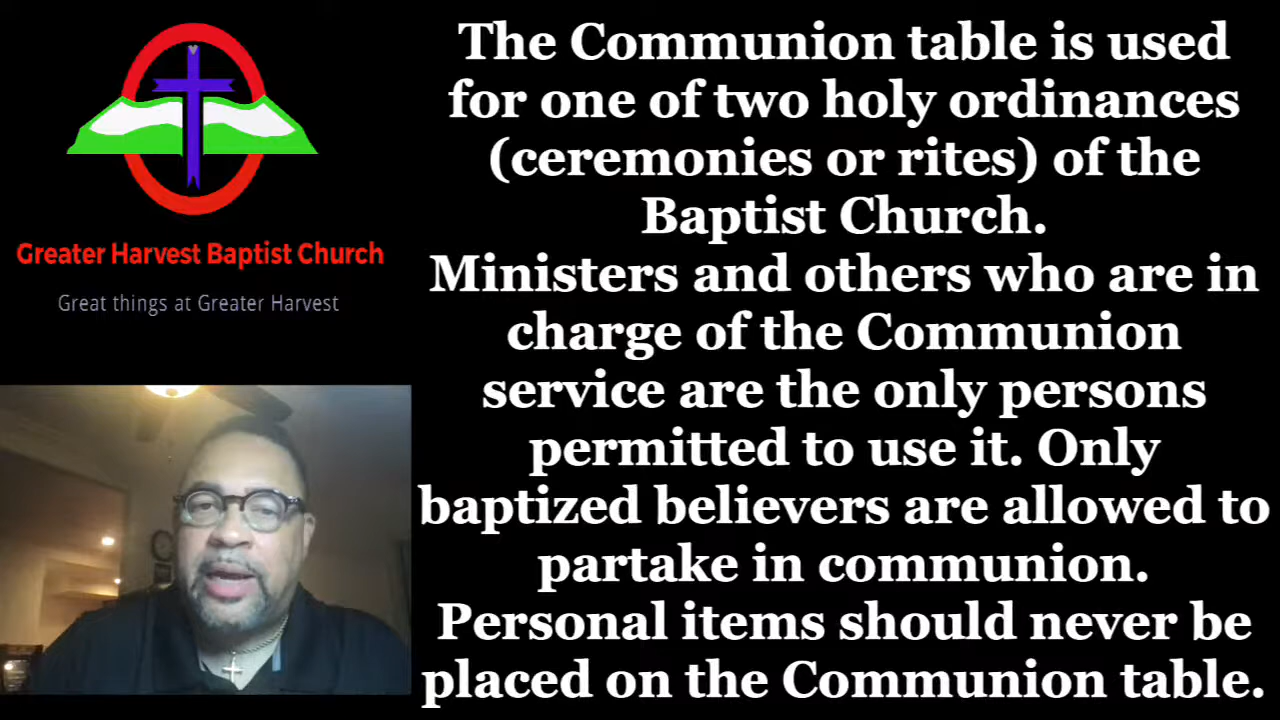 Greater Harvest Baptist Church
Great things at Greater Harvest
The Communion table is used
for one of two holy ordinances
(ceremonies or rites) of the
Baptist Church.
Ministers and others who are in
charge of the Communion
service are the only persons
permitted to use it. Only
baptized believers are allowed to
partake in communion.
Personal items should never be
placed on the Communion table.